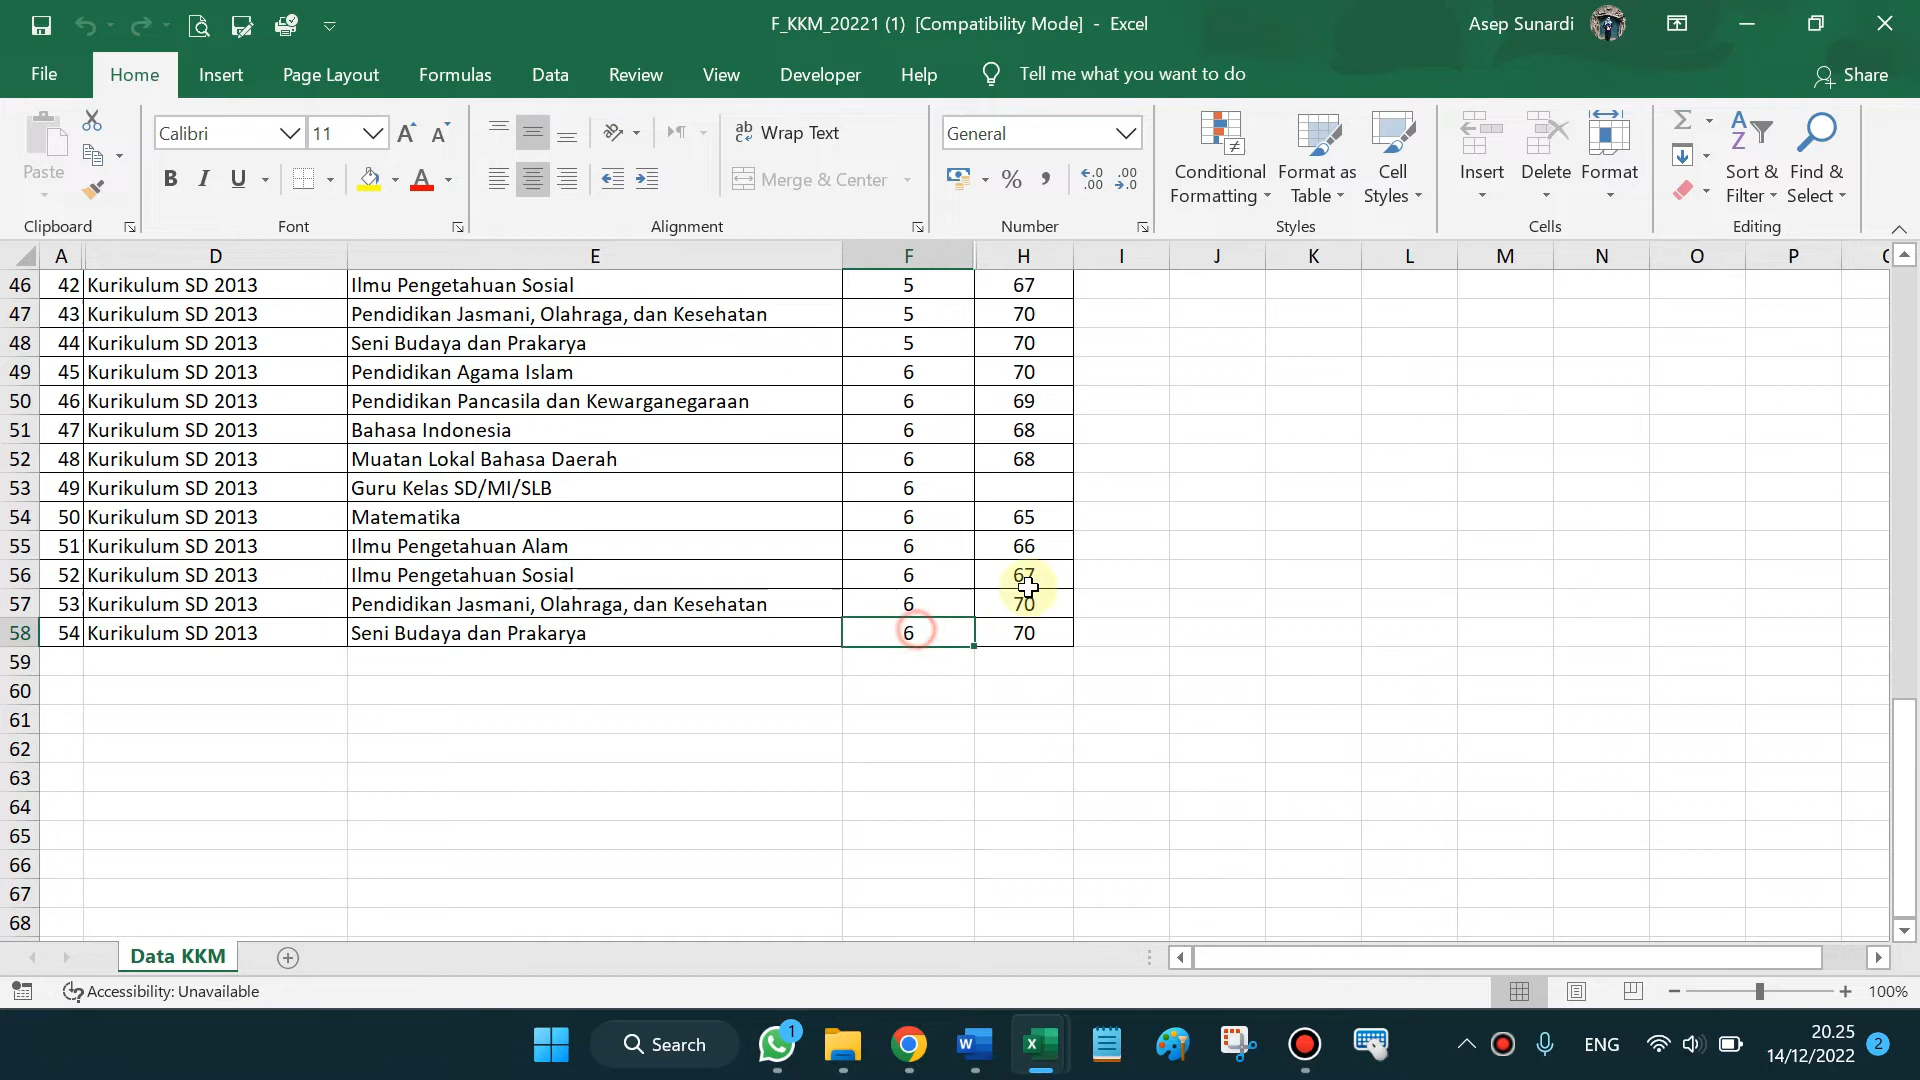 F_KKM_20221 (1) [Compatibility Mode] - Excel
Asep Sunardi
File Home Insert Page Layout Formulas Data Review View Developer Help Tell me what you want to do Share
Paste
Clipboard
Calibri 11 A A
B I U A
Font
ab Wrap Text
Merge & Center
Alignment
General
% , .00
Number
Conditional Formatting
Format as Table
Cell Styles
Styles
Insert Delete Format
Cells
Sort & Filter
Find & Select
Editing
A D E F H I J K L M N O P
46 42 Kurikulum SD 2013 Ilmu Pengetahuan Sosial 5 67
47 43 Kurikulum SD 2013 Pendidikan Jasmani, Olahraga, dan Kesehatan 5 70
48 44 Kurikulum SD 2013 Seni Budaya dan Prakarya 5 70
49 45 Kurikulum SD 2013 Pendidikan Agama Islam 6 70
50 46 Kurikulum SD 2013 Pendidikan Pancasila dan Kewarganegaraan 6 69
51 47 Kurikulum SD 2013 Bahasa Indonesia 6 68
52 48 Kurikulum SD 2013 Muatan Lokal Bahasa Daerah 6 68
53 49 Kurikulum SD 2013 Guru Kelas SD/MI/SLB 6
54 50 Kurikulum SD 2013 Matematika 6 65
55 51 Kurikulum SD 2013 Ilmu Pengetahuan Alam 6 66
56 52 Kurikulum SD 2013 Ilmu Pengetahuan Sosial 6 67
57 53 Kurikulum SD 2013 Pendidikan Jasmani, Olahraga, dan Kesehatan 6 70
58 54 Kurikulum SD 2013 Seni Budaya dan Prakarya 6 70
59
60
61
62
63
64
65
66
67
68
Data KKM
Accessibility: Unavailable
100%
Search
1
ENG
20.25
14/12/2022
2